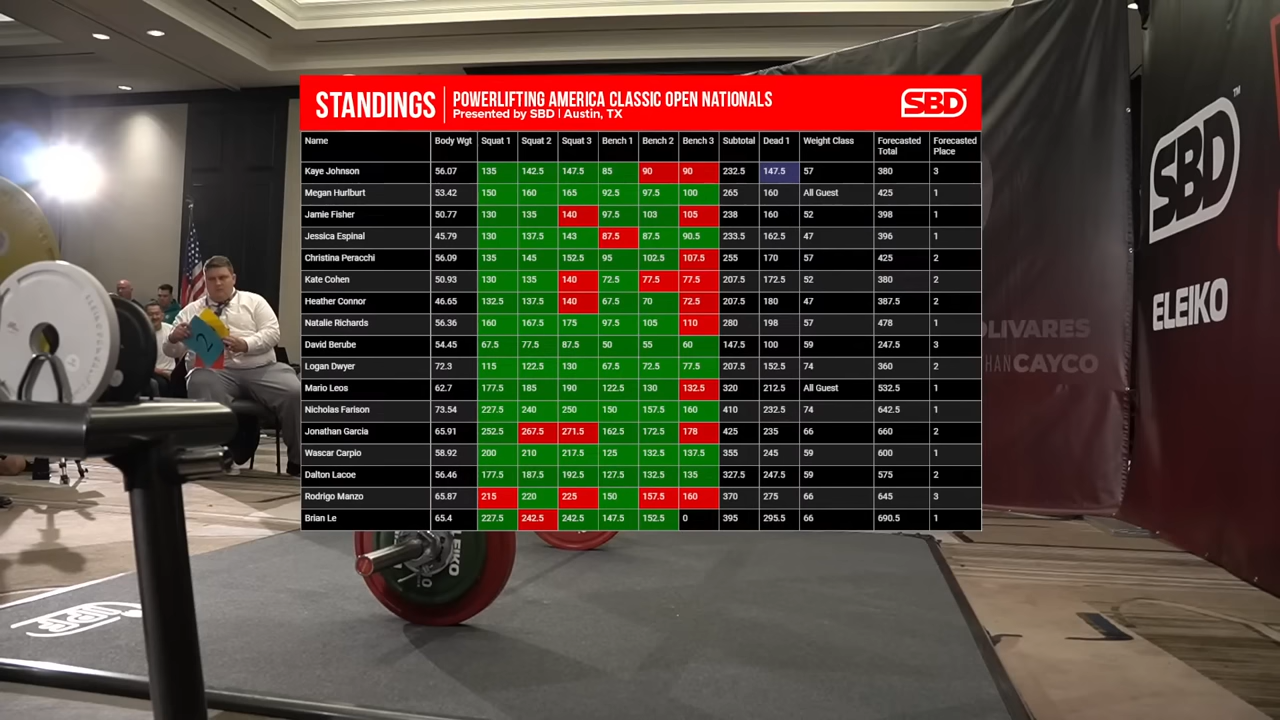 STANDINGS
POWERLIFTING AMERICA CLASSIC OPEN NATIONALS
Presented by SBD | Austin, TX
SBD
Name Body Wgt Squat 1 Squat 2 Squat 3 Bench 1 Bench 2 Bench 3 Subtotal Dead 1 Weight Class Forecasted Total Forecasted Place
Kaye Johnson 56.07 135 142.5 147.5 85 90 90 232.5 147.5 57 380 3
Megan Hurlburt 53.42 150 160 165 92.5 97.5 100 265 160 All Guest 425 1
Jamie Fisher 50.77 130 135 140 97.5 103 105 238 160 52 398 1
Jessica Espinal 45.79 130 137.5 143 87.5 87.5 90.5 233.5 162.5 47 396 1
Christina Peracchi 56.09 135 145 152.5 95 102.5 107.5 255 170 57 425 2
Kate Cohen 50.93 130 135 140 72.5 77.5 77.5 207.5 172.5 52 380 2
Heather Connor 46.65 132.5 137.5 140 67.5 70 72.5 207.5 180 47 387.5 2
Natalie Richards 56.36 160 167.5 175 97.5 105 110 280 198 57 478 1
David Berube 54.45 67.5 77.5 87.5 50 55 60 147.5 100 59 247.5 3
Logan Dwyer 72.3 115 122.5 130 67.5 72.5 77.5 207.5 152.5 74 360 2
Mario Leos 62.7 177.5 185 190 122.5 130 132.5 320 212.5 All Guest 532.5 1
Nicholas Farison 73.54 227.5 240 250 150 157.5 160 410 232.5 74 642.5 1
Jonathan Garcia 65.91 252.5 267.5 271.5 162.5 172.5 178 425 235 66 660 2
Wascar Carpio 58.92 200 210 217.5 125 132.5 137.5 355 245 59 600 1
Dalton Lacoe 56.46 177.5 187.5 192.5 127.5 132.5 135 327.5 247.5 59 575 2
Rodrigo Manzo 65.87 215 220 225 150 157.5 160 370 275 66 645 3
Brian Le 65.4 227.5 242.5 242.5 147.5 152.5 0 395 295.5 66 690.5 1
SBD™
ELEIKO
OLIVARES
HAN CAYCO
2
ELEIKO
IPF